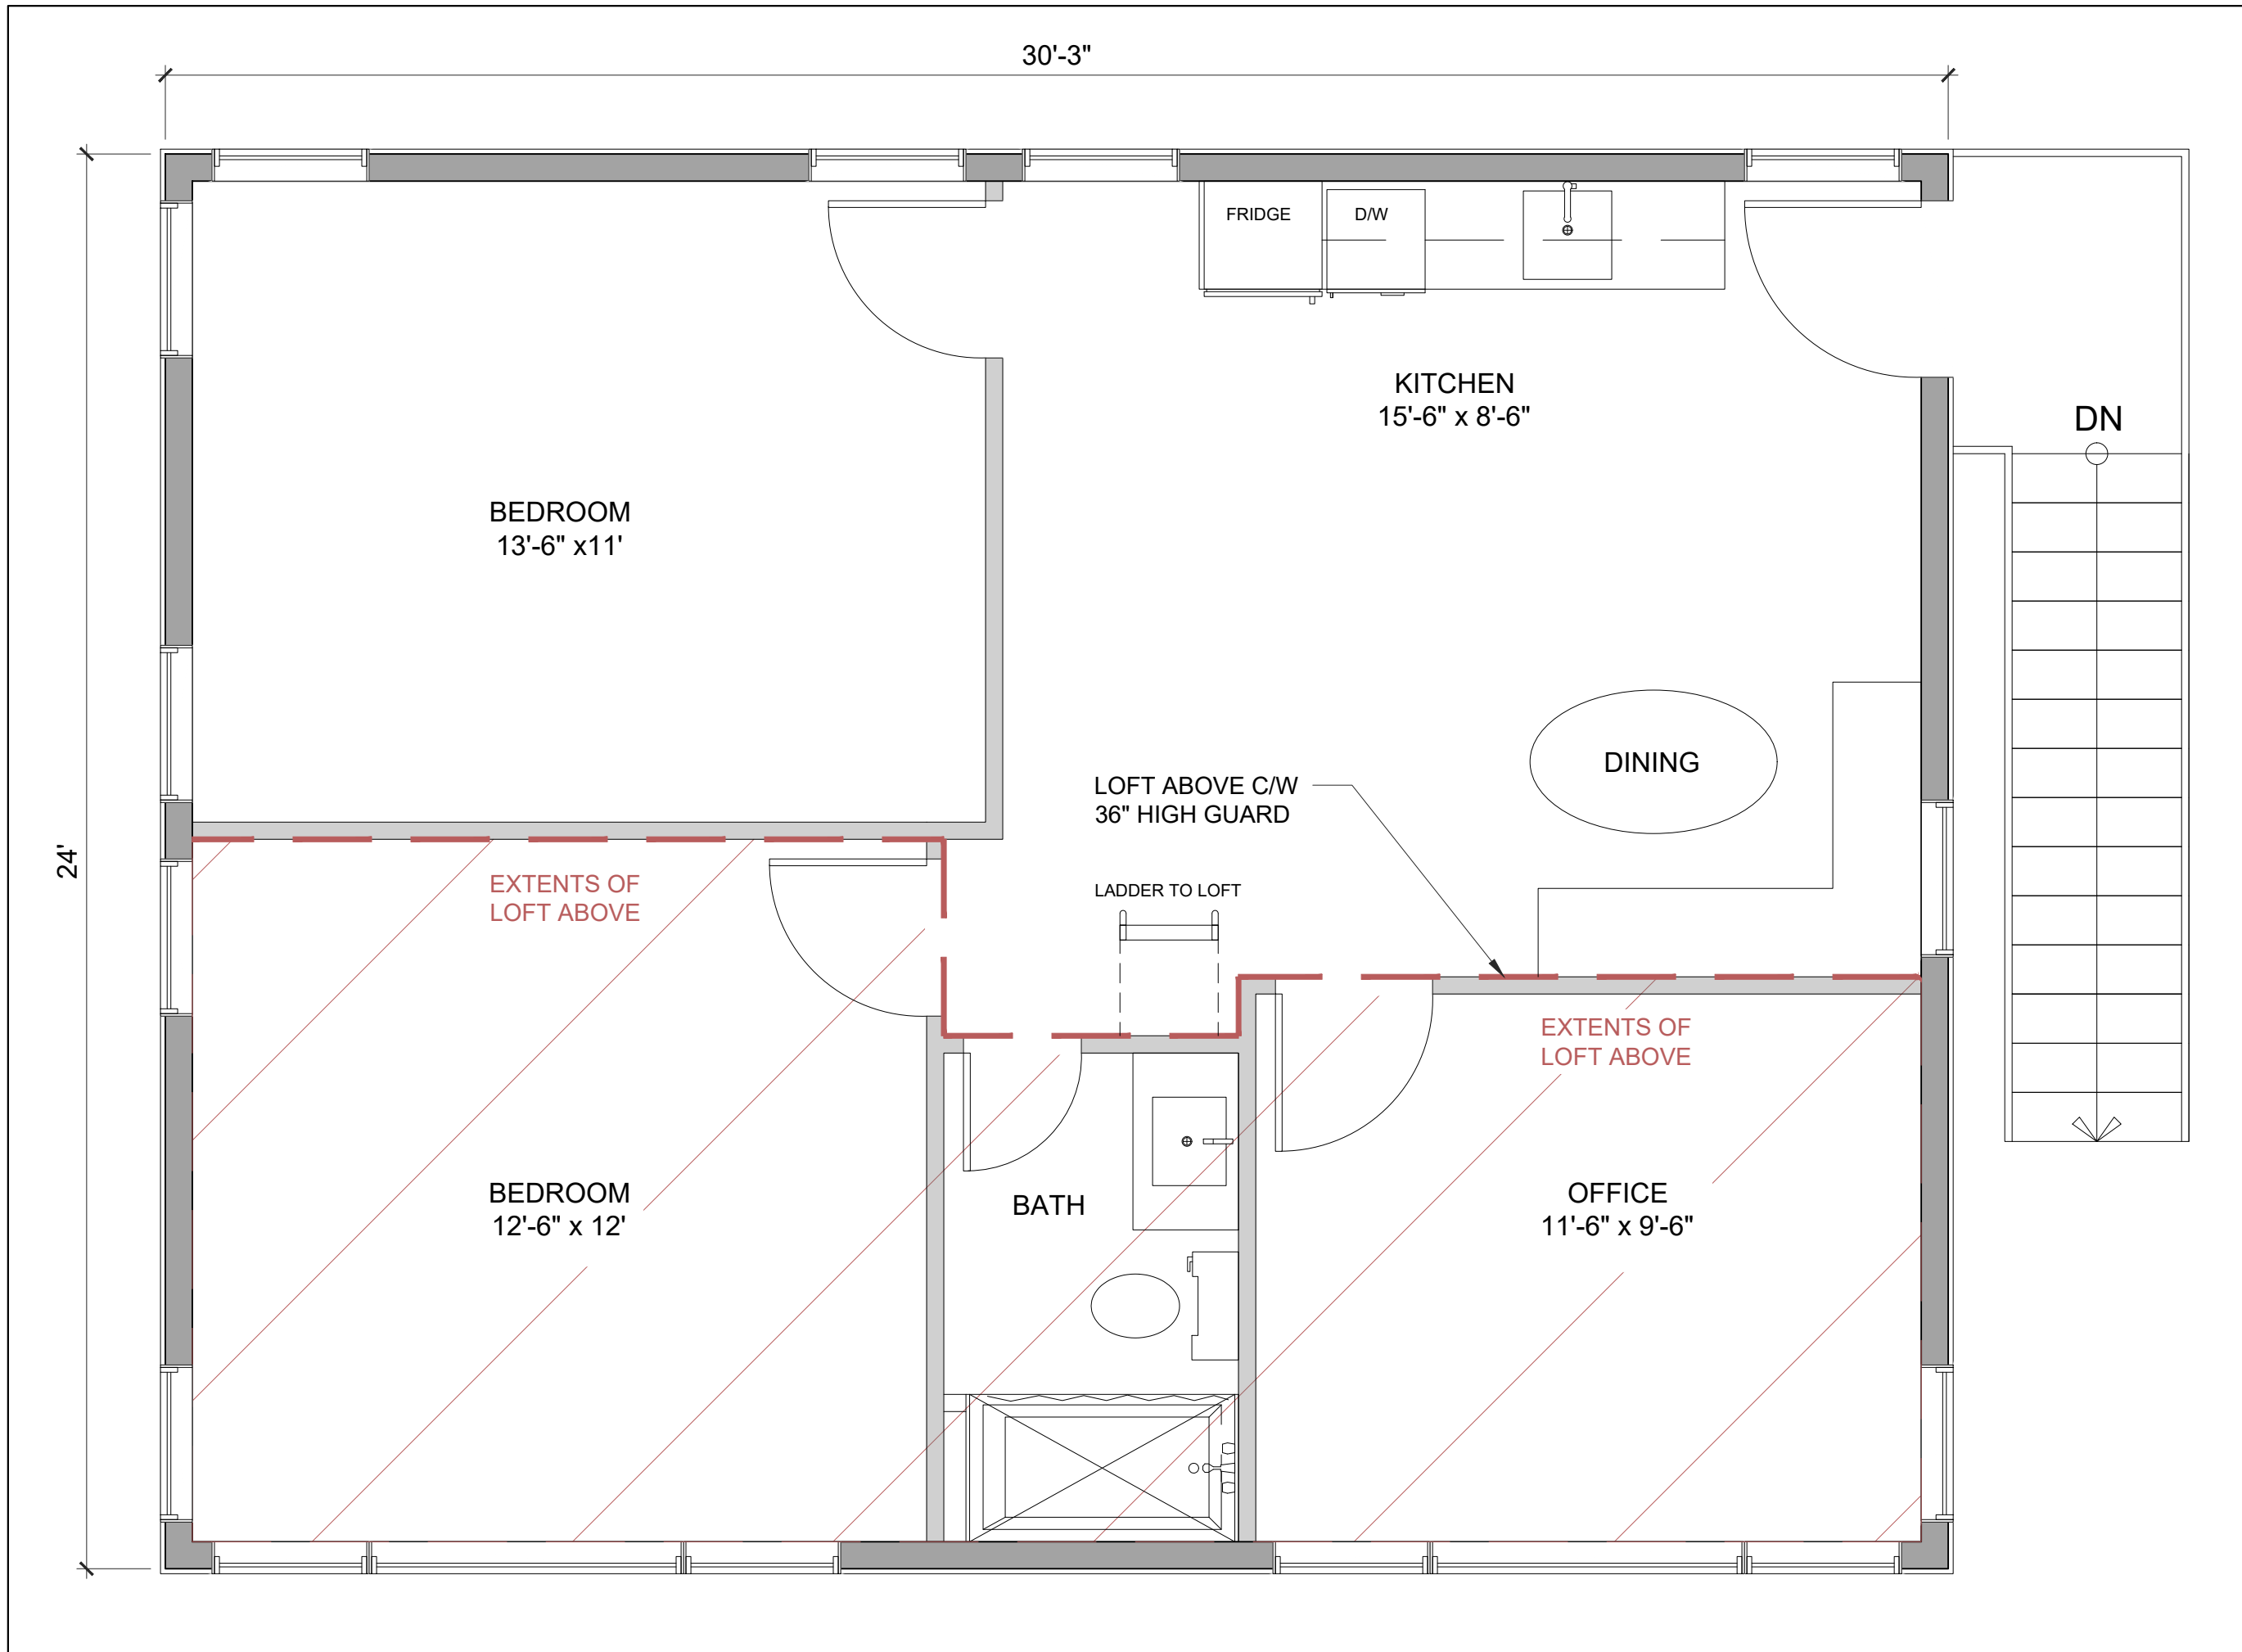 30'-3"
FRIDGE
D/W
KITCHEN
15'-6" x 8'-6"
DN
BEDROOM
13'-6" x11'
DINING
LOFT ABOVE C/W
36" HIGH GUARD
24'
EXTENTS OF
LOFT ABOVE
LADDER TO LOFT
EXTENTS OF
LOFT ABOVE
BEDROOM
12'-6" x 12'
BATH
OFFICE
11'-6" x 9'-6"